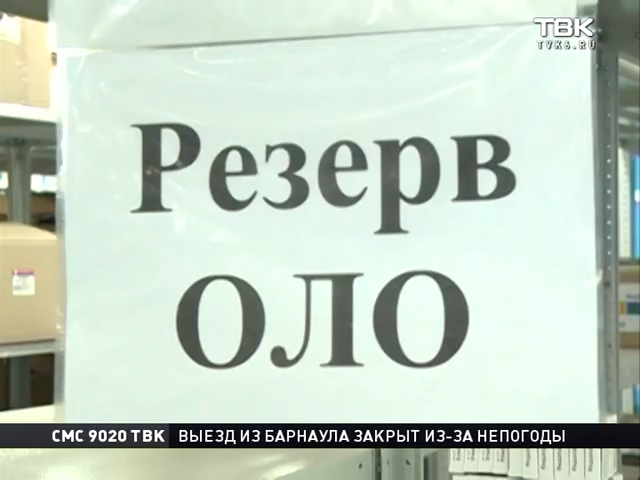 ТВК
TVK6.RU
Резерв
ОЛО
СМС 9020 ТВК
ВЫЕЗД ИЗ БАРНАУЛА ЗАКРЫТ ИЗ-ЗА НЕПОГОДЫ